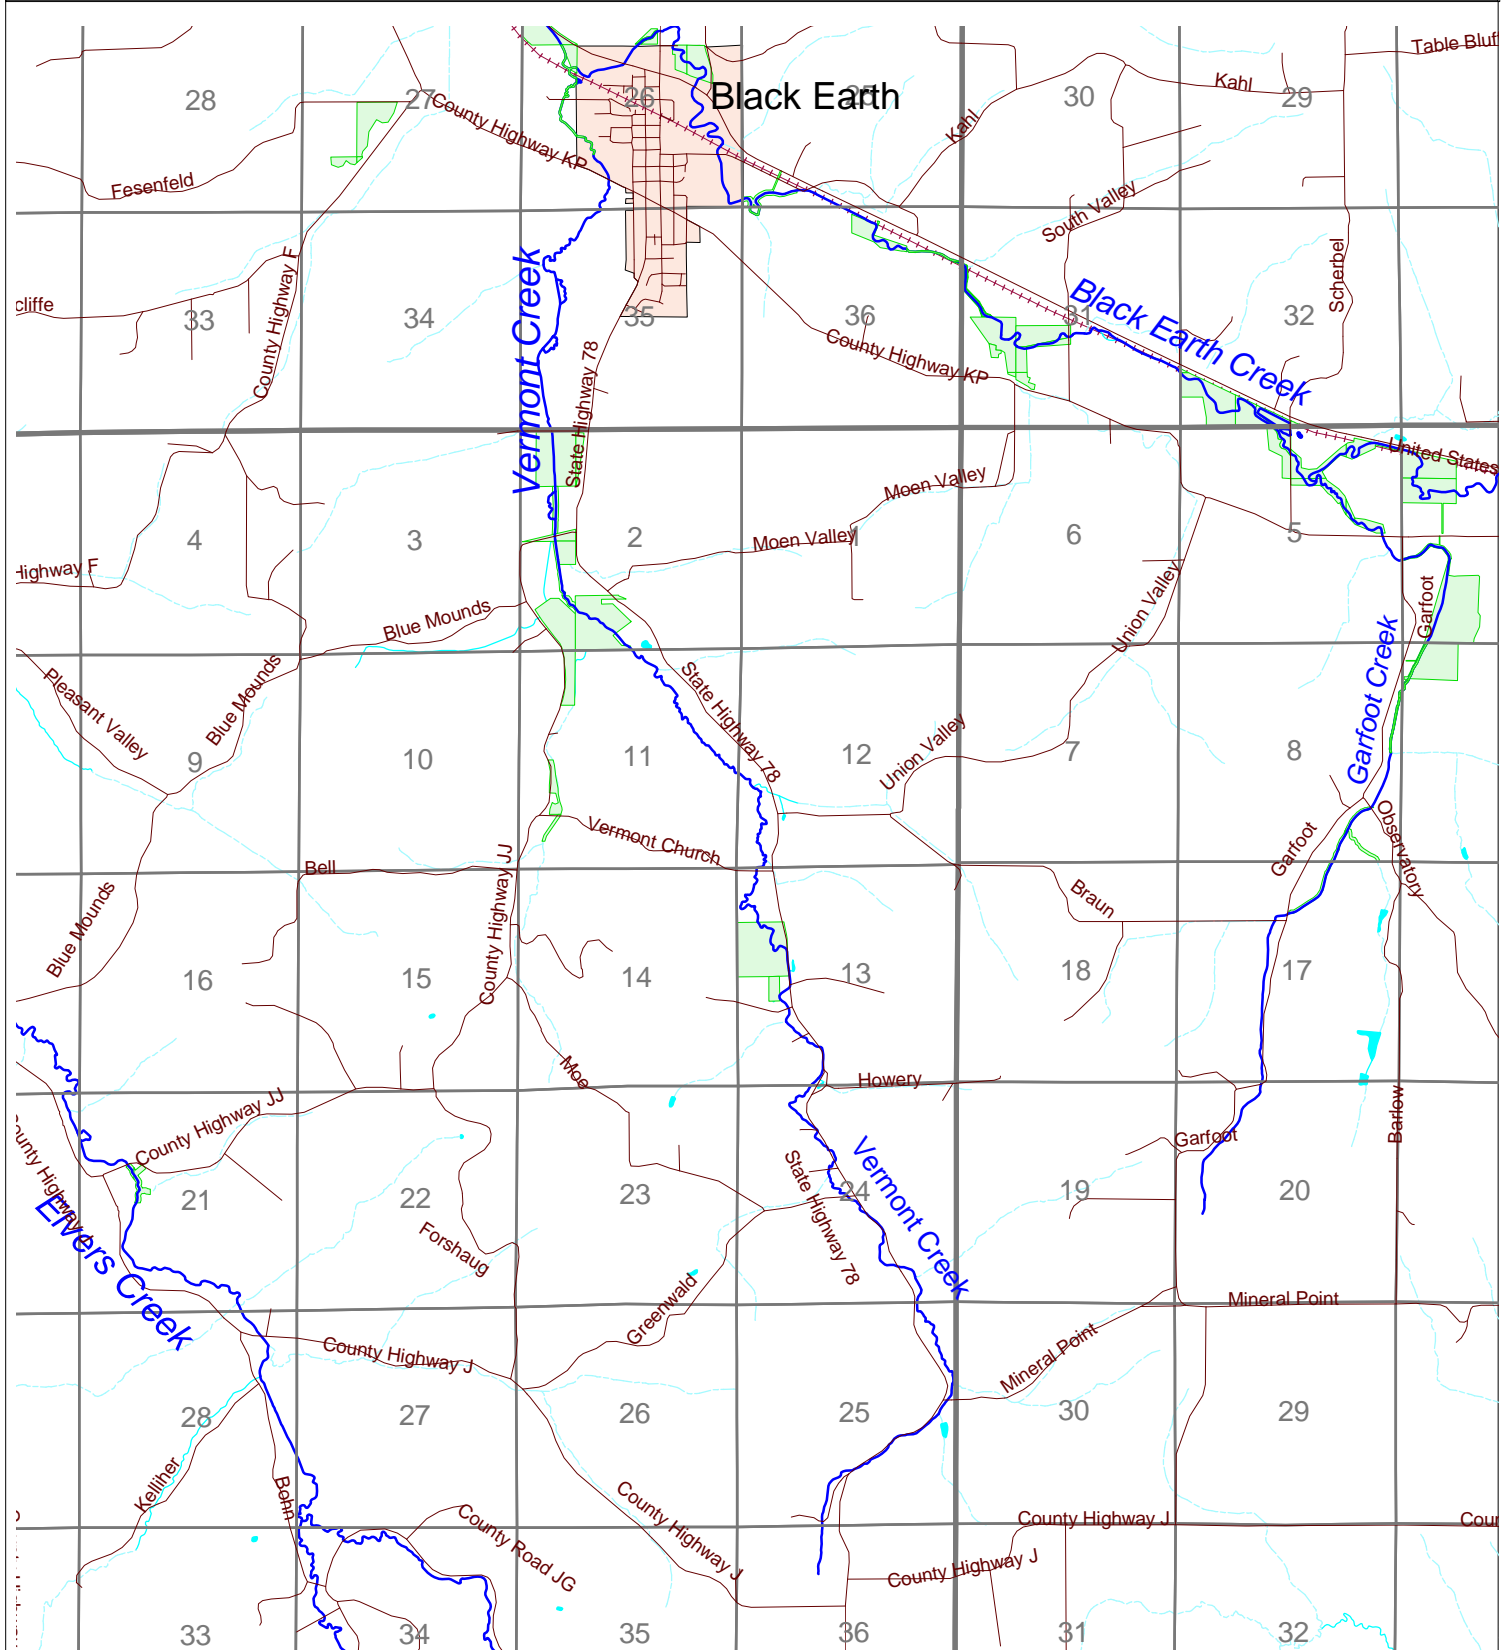 Table Bluff
28
27
26
Black Earth
25
30
Kahl
29
County Highway KP
Kahl
Fesenfeld
South Valley
County Highway F
Scherbel
cliffe
33
34
Vermont Creek
35
36
31
Black Earth Creek
32
County Highway KP
State Highway 78
United States
Moen Valley
4
3
2
Moen Valley
1
6
5
Highway F
Union Valley
Garfoot
Blue Mounds
Garfoot Creek
Pleasant Valley
Blue Mounds
State Highway 78
9
10
11
12
Union Valley
7
8
Vermont Church
Observatory
Garfoot
Bell
County Highway JJ
Braun
Blue Mounds
16
15
14
13
18
17
Moe
Howery
County Highway JJ
Barlow
Garfoot
ounty Highway J
21
22
23
State Highway 78
24
Vermont Creek
19
20
Elvers Creek
Forshaug
Greenwald
Mineral Point
County Highway J
Mineral Point
28
27
26
25
30
29
Kelliher
Bohn
County Road JG
County Highway J
County Highway J
Coun
County Highway J
33
34
35
36
31
32